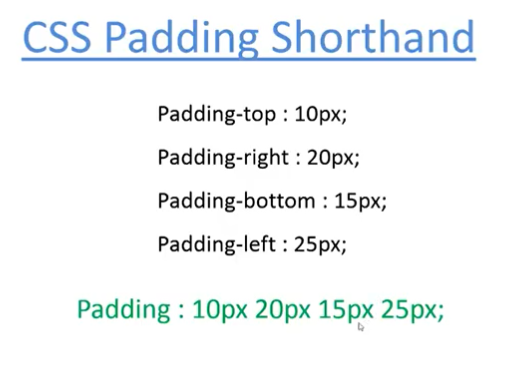 CSS Padding Shorthand
Padding-top : 10px;
Padding-right : 20px;
Padding-bottom : 15px;
Padding-left : 25px;
Padding : 10px 20px 15px 25px;